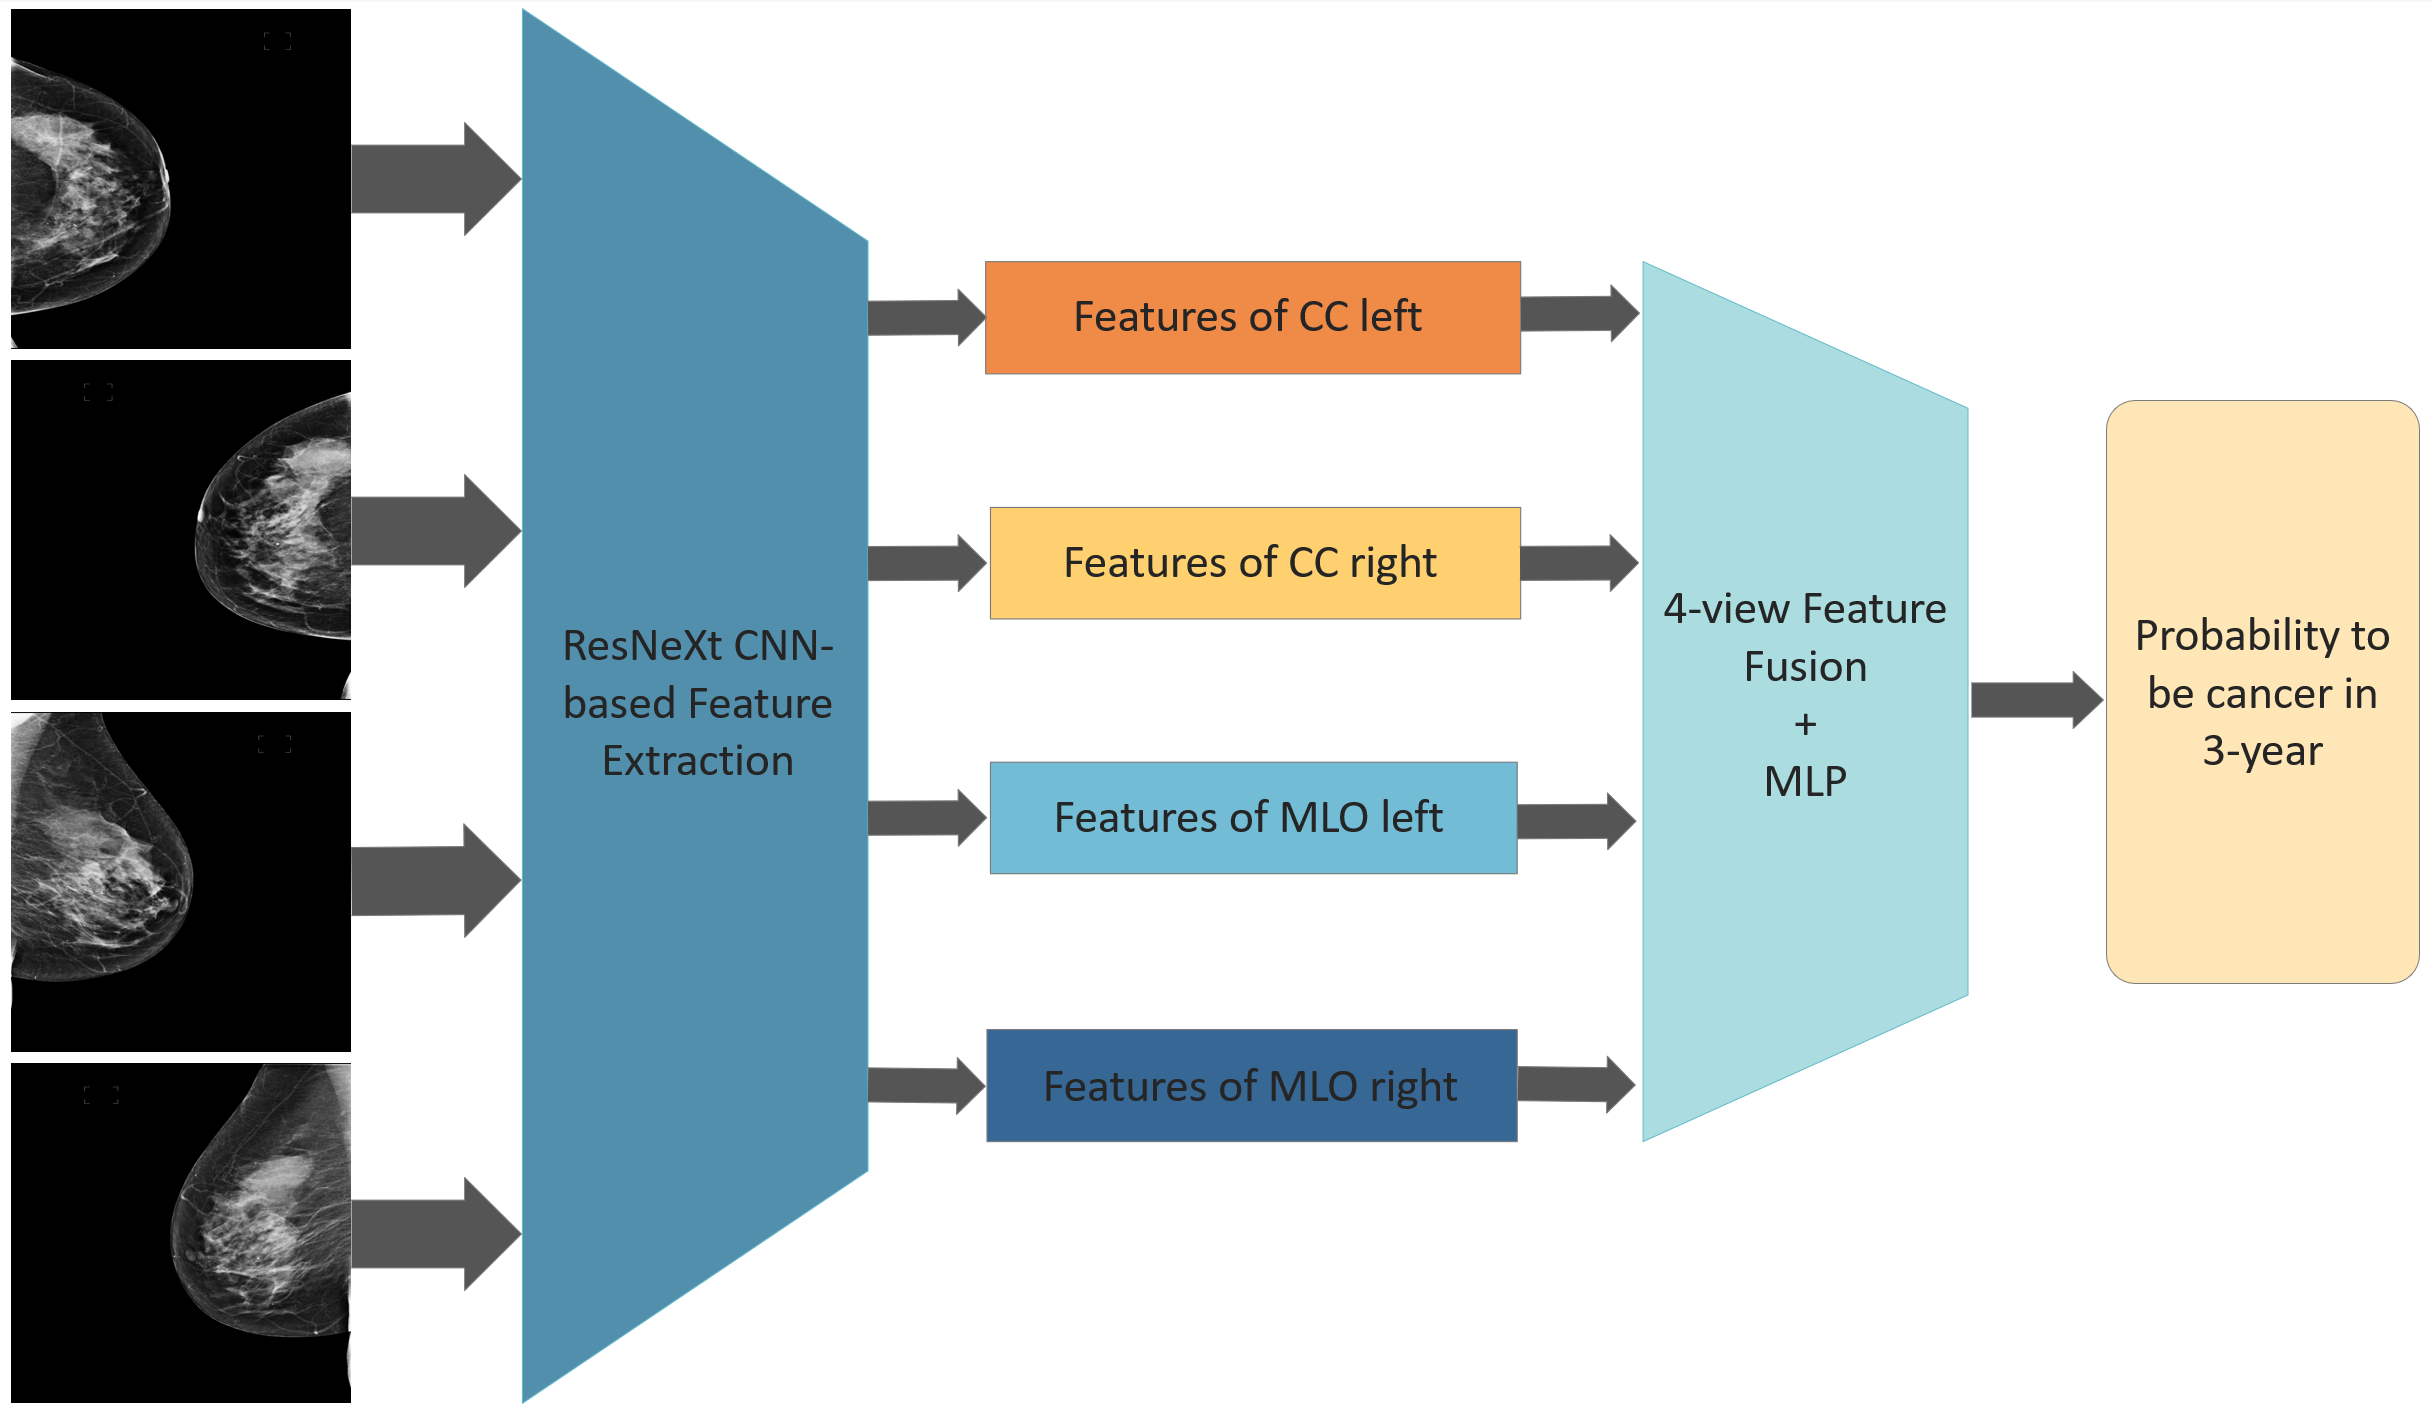 ResNeXt CNN-
based Feature
Extraction
Features of CC left
Features of CC right
Features of MLO left
Features of MLO right
4-view Feature
Fusion
+
MLP
Probability to
be cancer in
3-year